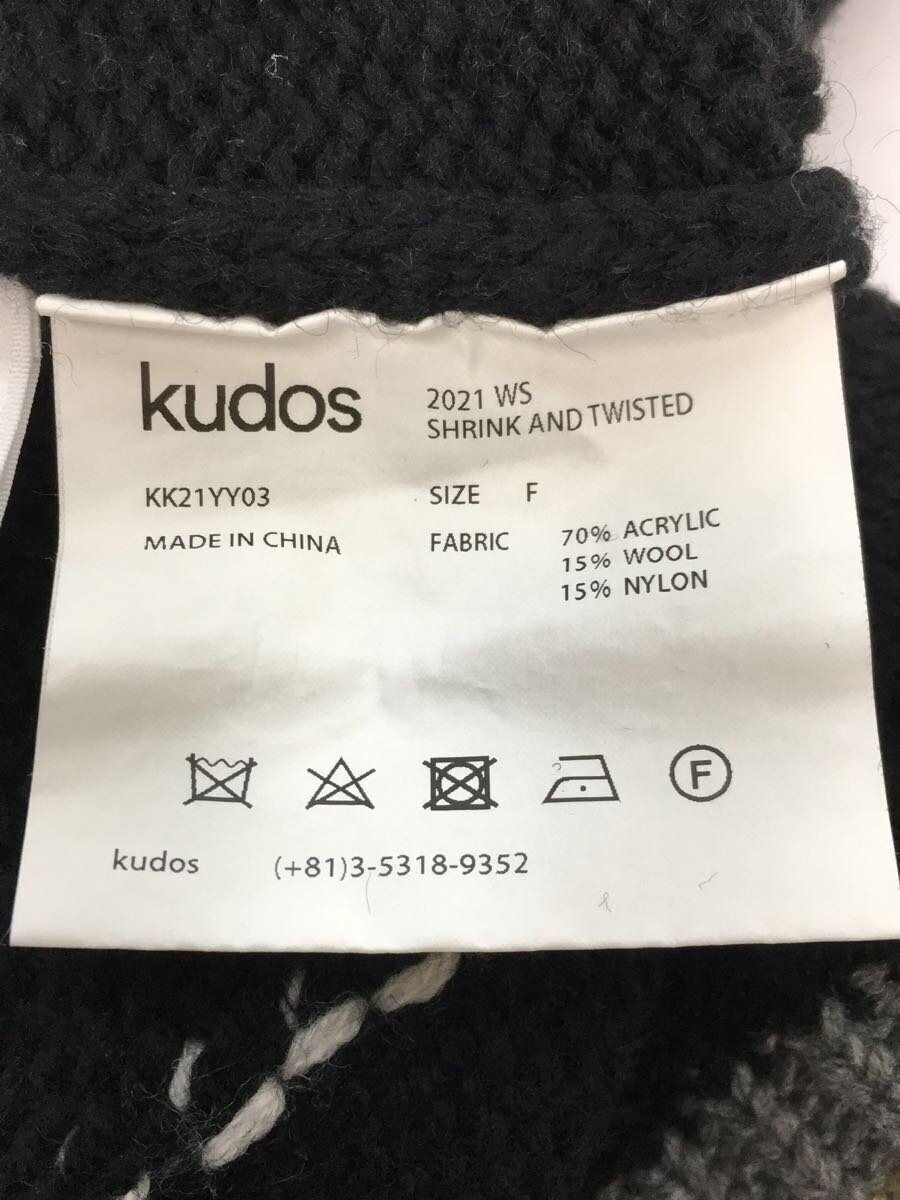 kudos
2021 WS
SHRINK AND TWISTED
KK21YY03
SIZE F
MADE IN CHINA
FABRIC 70% ACRYLIC
15% WOOL
15% NYLON
F
kudos (+81)3-5318-9352